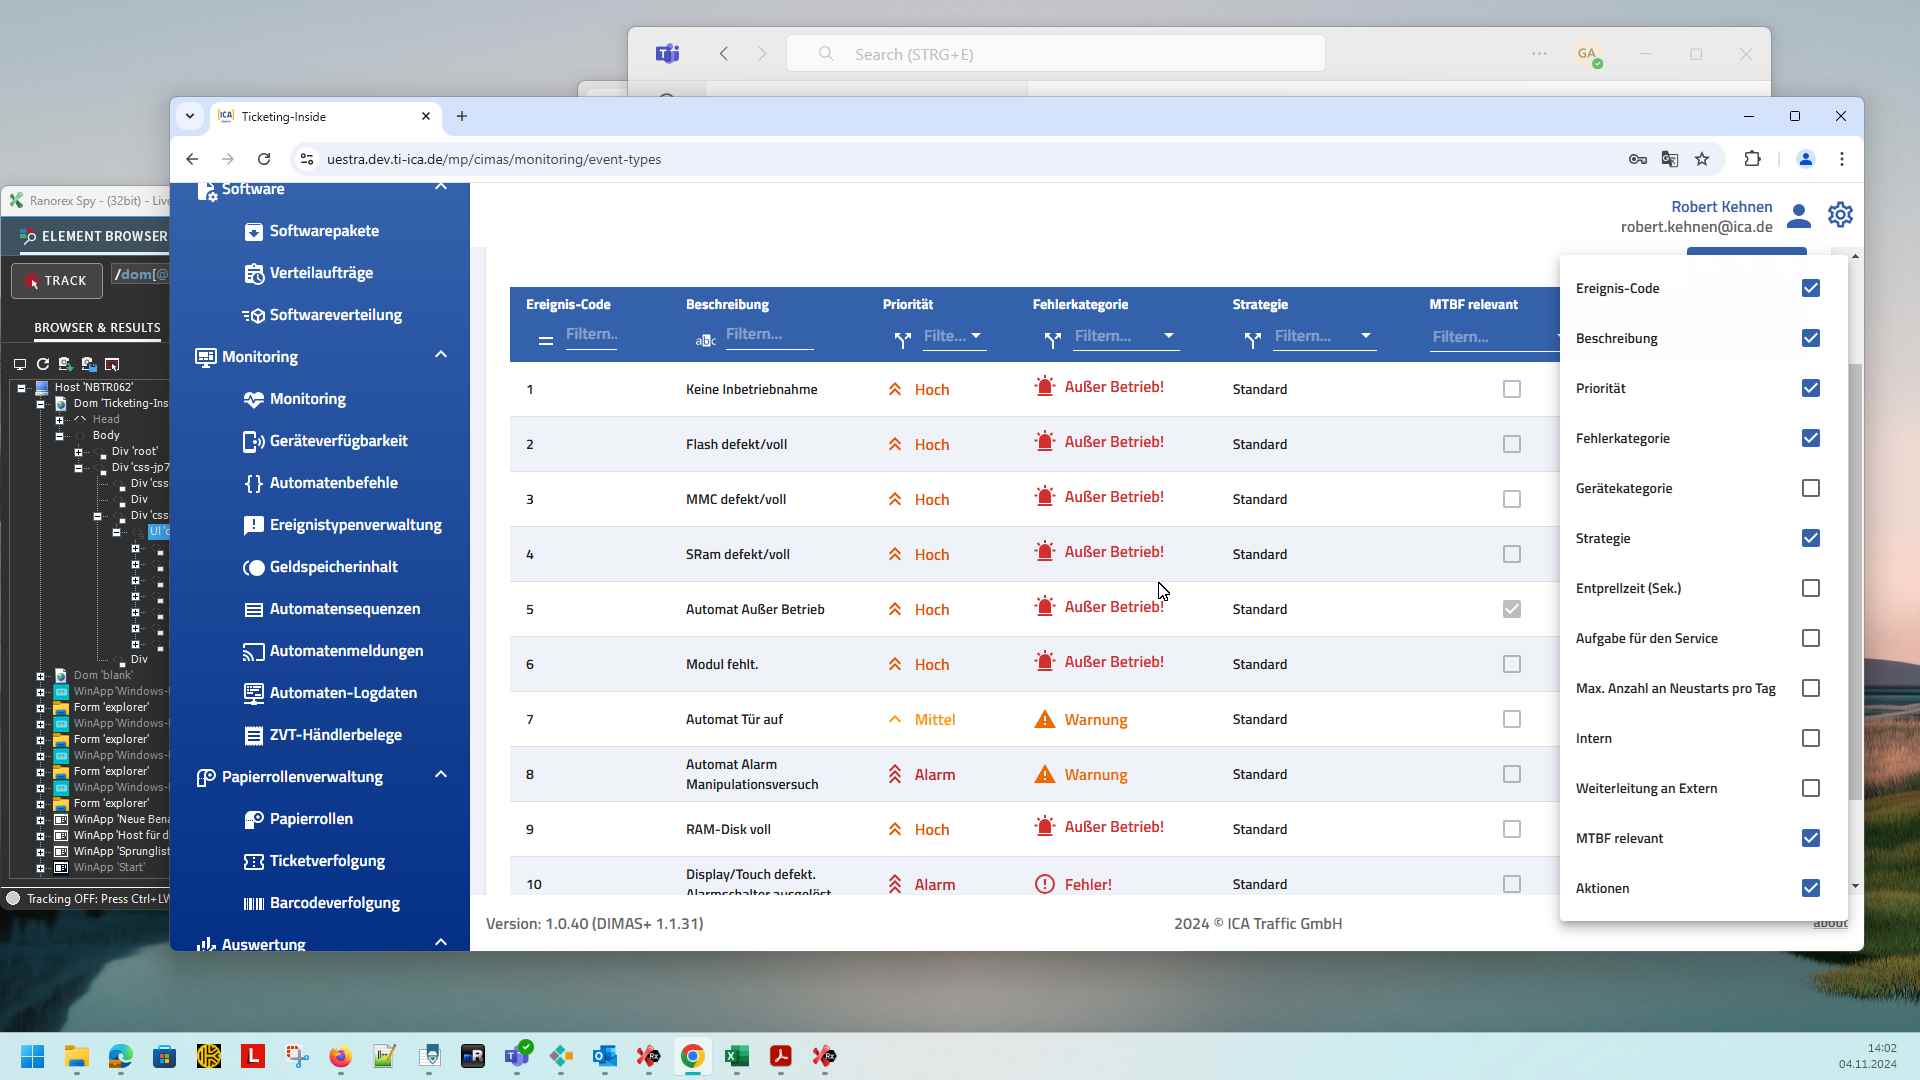 Search (STRG+E)
GA
Ticketing-Inside
uestra.dev.ti-ica.de/mp/cimas/monitoring/event-types
Ranorex Spy - (32bit) - Live
ELEMENT BROWSER
TRACK
/dom[@
BROWSER & RESULTS
Host 'NBTR062'
Dom 'Ticketing-Ins
Head
Body
Div 'root'
Div 'css-jp7
Div 'css
Div
Div 'css
Ul 'c
Div
Dom 'blank'
WinApp 'Windows-
Form 'explorer'
WinApp 'Windows-
Form 'explorer'
WinApp 'Windows-
Form 'explorer'
WinApp 'Windows-
Form 'explorer'
WinApp 'Neue Bena
WinApp 'Host für d
WinApp 'Sprunglist
WinApp 'Start'
Tracking OFF: Press Ctrl+LW
Software
Softwarepakete
Verteilaufträge
Softwareverteilung
Monitoring
Monitoring
Geräteverfügbarkeit
Automatenbefehle
Ereignistypenverwaltung
Geldspeicherinhalt
Automatensequenzen
Automatenmeldungen
Automaten-Logdaten
ZVT-Händlerbelege
Papierrollenverwaltung
Papierrollen
Ticketverfolgung
Barcodeverfolgung
Auswertung
Robert Kehnen
robert.kehnen@ica.de
Ereignis-Code Beschreibung Priorität Fehlerkategorie Strategie MTBF relevant
Filtern.. abc Filtern... Filte... Filtern... Filtern... Filtern...
1 Keine Inbetriebnahme Hoch Außer Betrieb! Standard
2 Flash defekt/voll Hoch Außer Betrieb! Standard
3 MMC defekt/voll Hoch Außer Betrieb! Standard
4 SRam defekt/voll Hoch Außer Betrieb! Standard
5 Automat Außer Betrieb Hoch Außer Betrieb! Standard
6 Modul fehlt. Hoch Außer Betrieb! Standard
7 Automat Tür auf Mittel Warnung Standard
8 Automat Alarm Manipulationsversuch Alarm Warnung Standard
9 RAM-Disk voll Hoch Außer Betrieb! Standard
10 Display/Touch defekt. Alarmschalter ausgelöst Alarm Fehler! Standard
Ereignis-Code
Beschreibung
Priorität
Fehlerkategorie
Gerätekategorie
Strategie
Entprellzeit (Sek.)
Aufgabe für den Service
Max. Anzahl an Neustarts pro Tag
Intern
Weiterleitung an Extern
MTBF relevant
Aktionen
Version: 1.0.40 (DIMAS+ 1.1.31)
2024 © ICA Traffic GmbH
about
14:02
04.11.2024